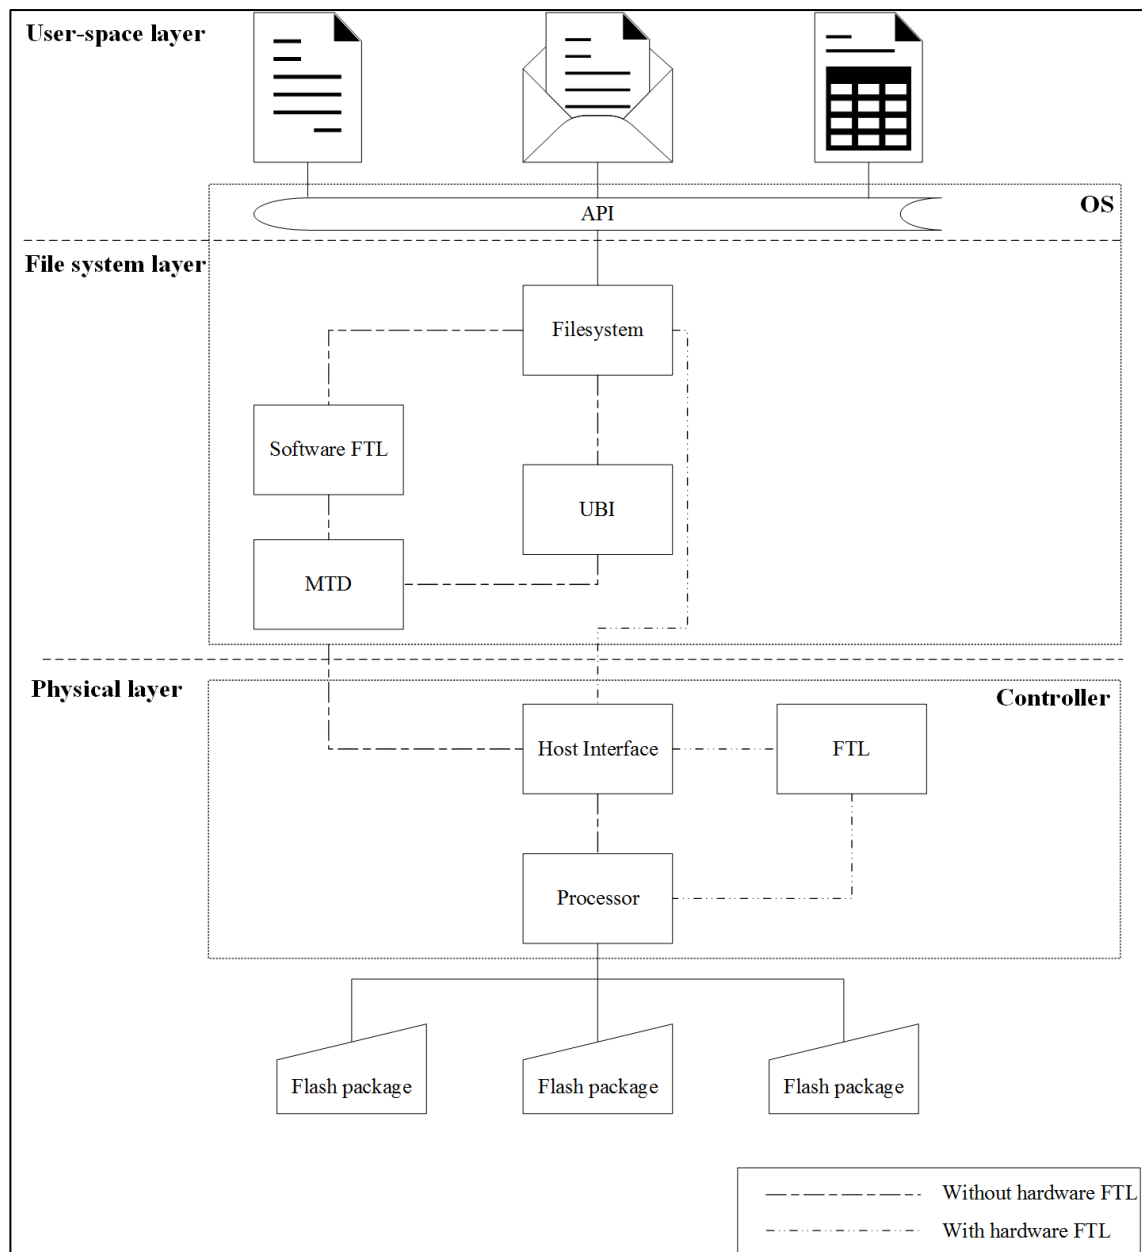 User-space layer
API
OS
File system layer
Filesystem
Software FTL
UBI
MTD
Physical layer
Controller
Host Interface
FTL
Processor
Flash package
Flash package
Flash package
Without hardware FTL
With hardware FTL